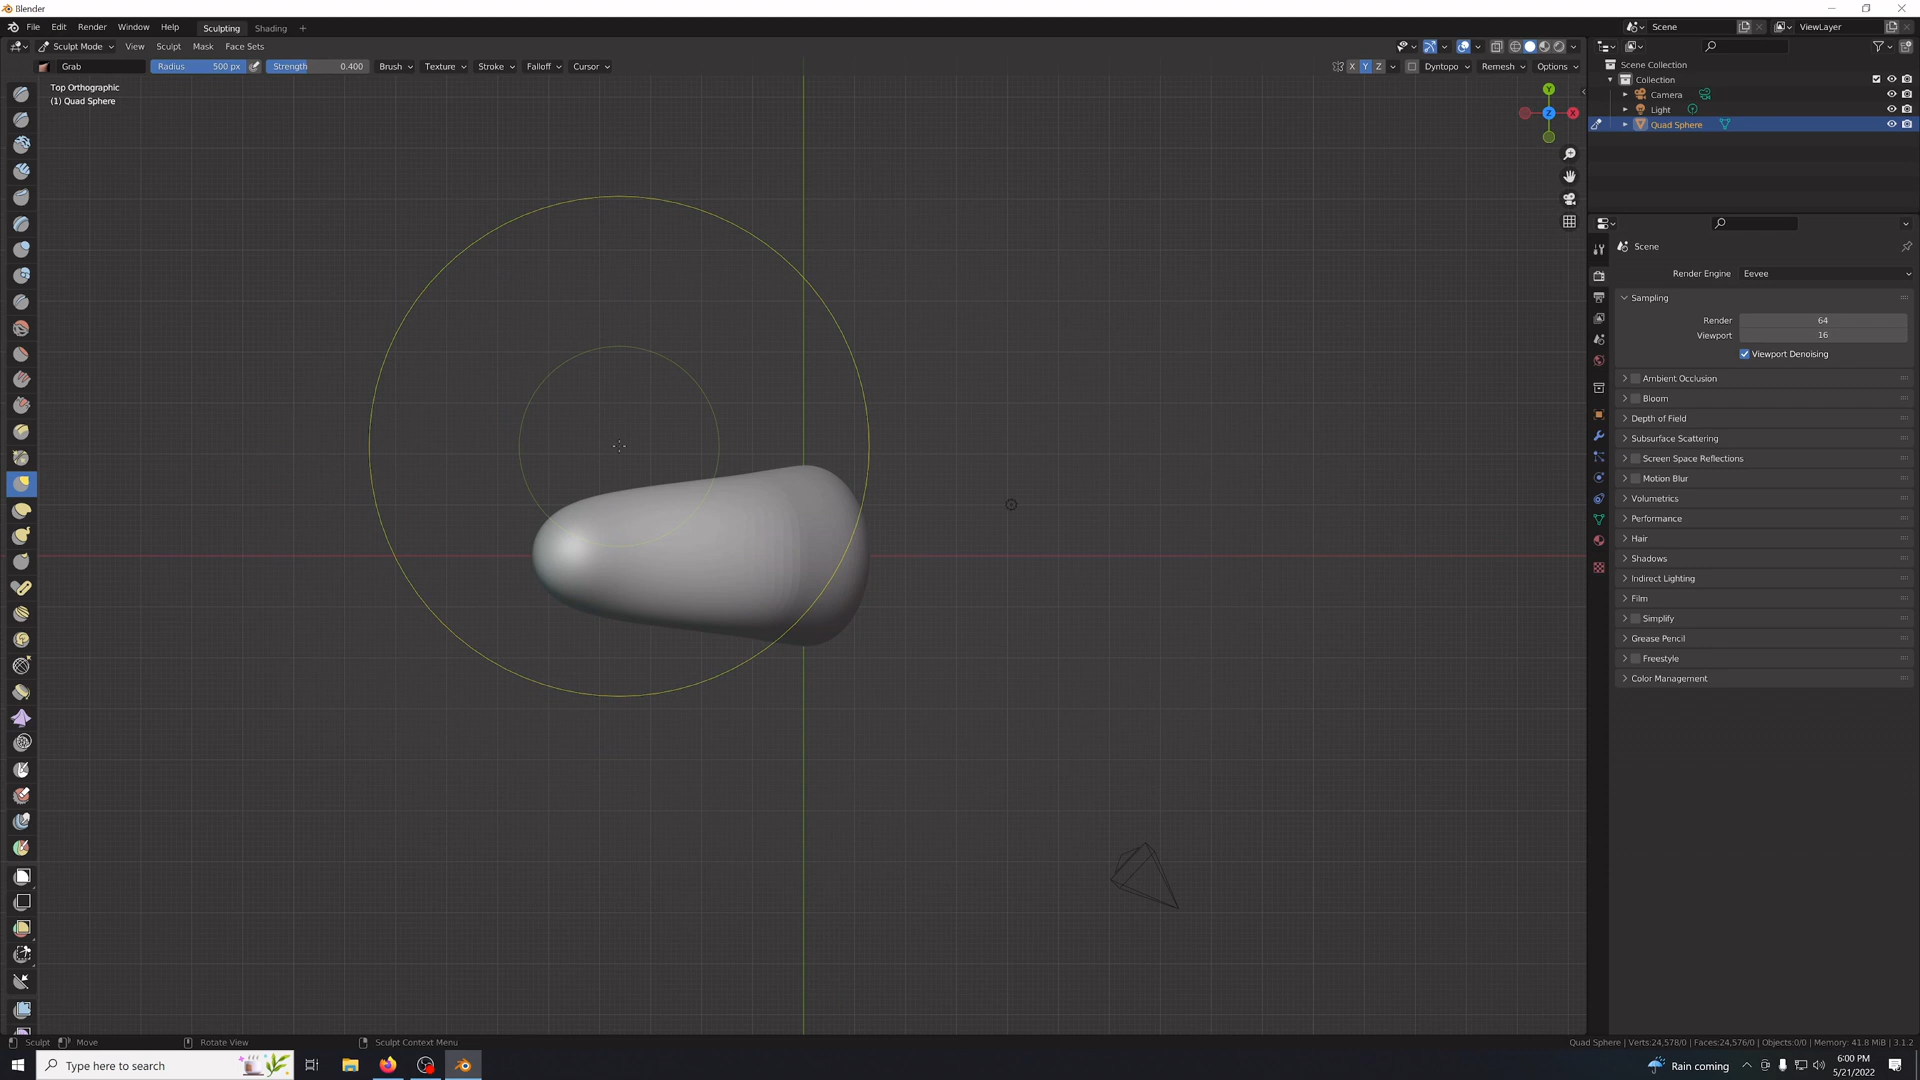 Blender
File Edit Render Window Help Sculpting Shading Scene ViewLayer
Sculpt Mode View Sculpt Mask Face Sets
Grab Radius 500 px Strength 0.400 Brush Texture Stroke Falloff Cursor X Y Z Dyntopo Remesh Options
Top Orthographic
(1) Quad Sphere
Y
Z X
Scene Collection
Collection
Camera
Light
Quad Sphere
Scene
Render Engine Eevee
Sampling
Render 64
Viewport 16
Viewport Denoising
Ambient Occlusion
Bloom
Depth of Field
Subsurface Scattering
Screen Space Reflections
Motion Blur
Volumetrics
Performance
Hair
Shadows
Indirect Lighting
Film
Simplify
Grease Pencil
Freestyle
Color Management
Sculpt Move Rotate View Sculpt Context Menu Quad Sphere | Verts:24,578/0 | Faces:24,576/0 | Objects:0/0 | Memory: 41.8 MiB | 3.1.2
Type here to search Rain coming 6:00 PM
5/21/2022